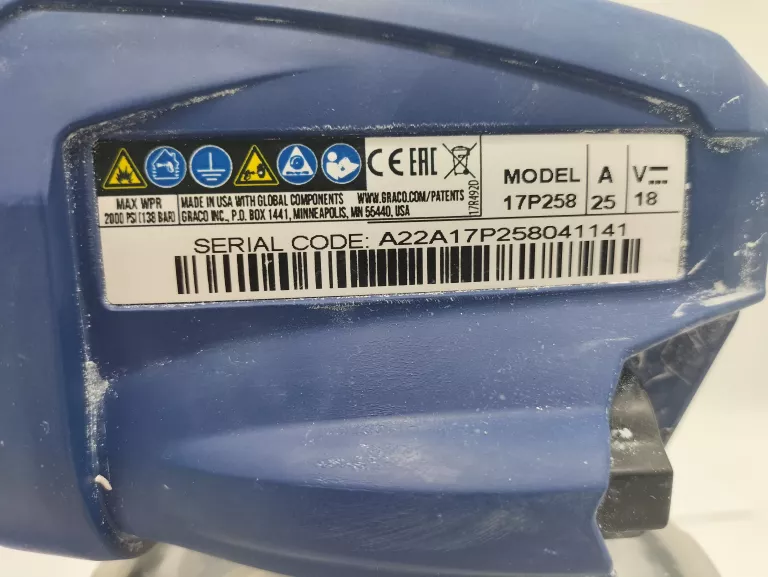 MAX WPR
2000 PSI (138 BAR)
MADE IN USA WITH GLOBAL COMPONENTS WWW.GRACO.COM/PATENTS
GRACO INC., P.O. BOX 1441, MINNEAPOLIS, MN 55440, USA
CE EAC
17R492D
MODEL A V
17P258 25 18
SERIAL CODE: A22A17P258041141